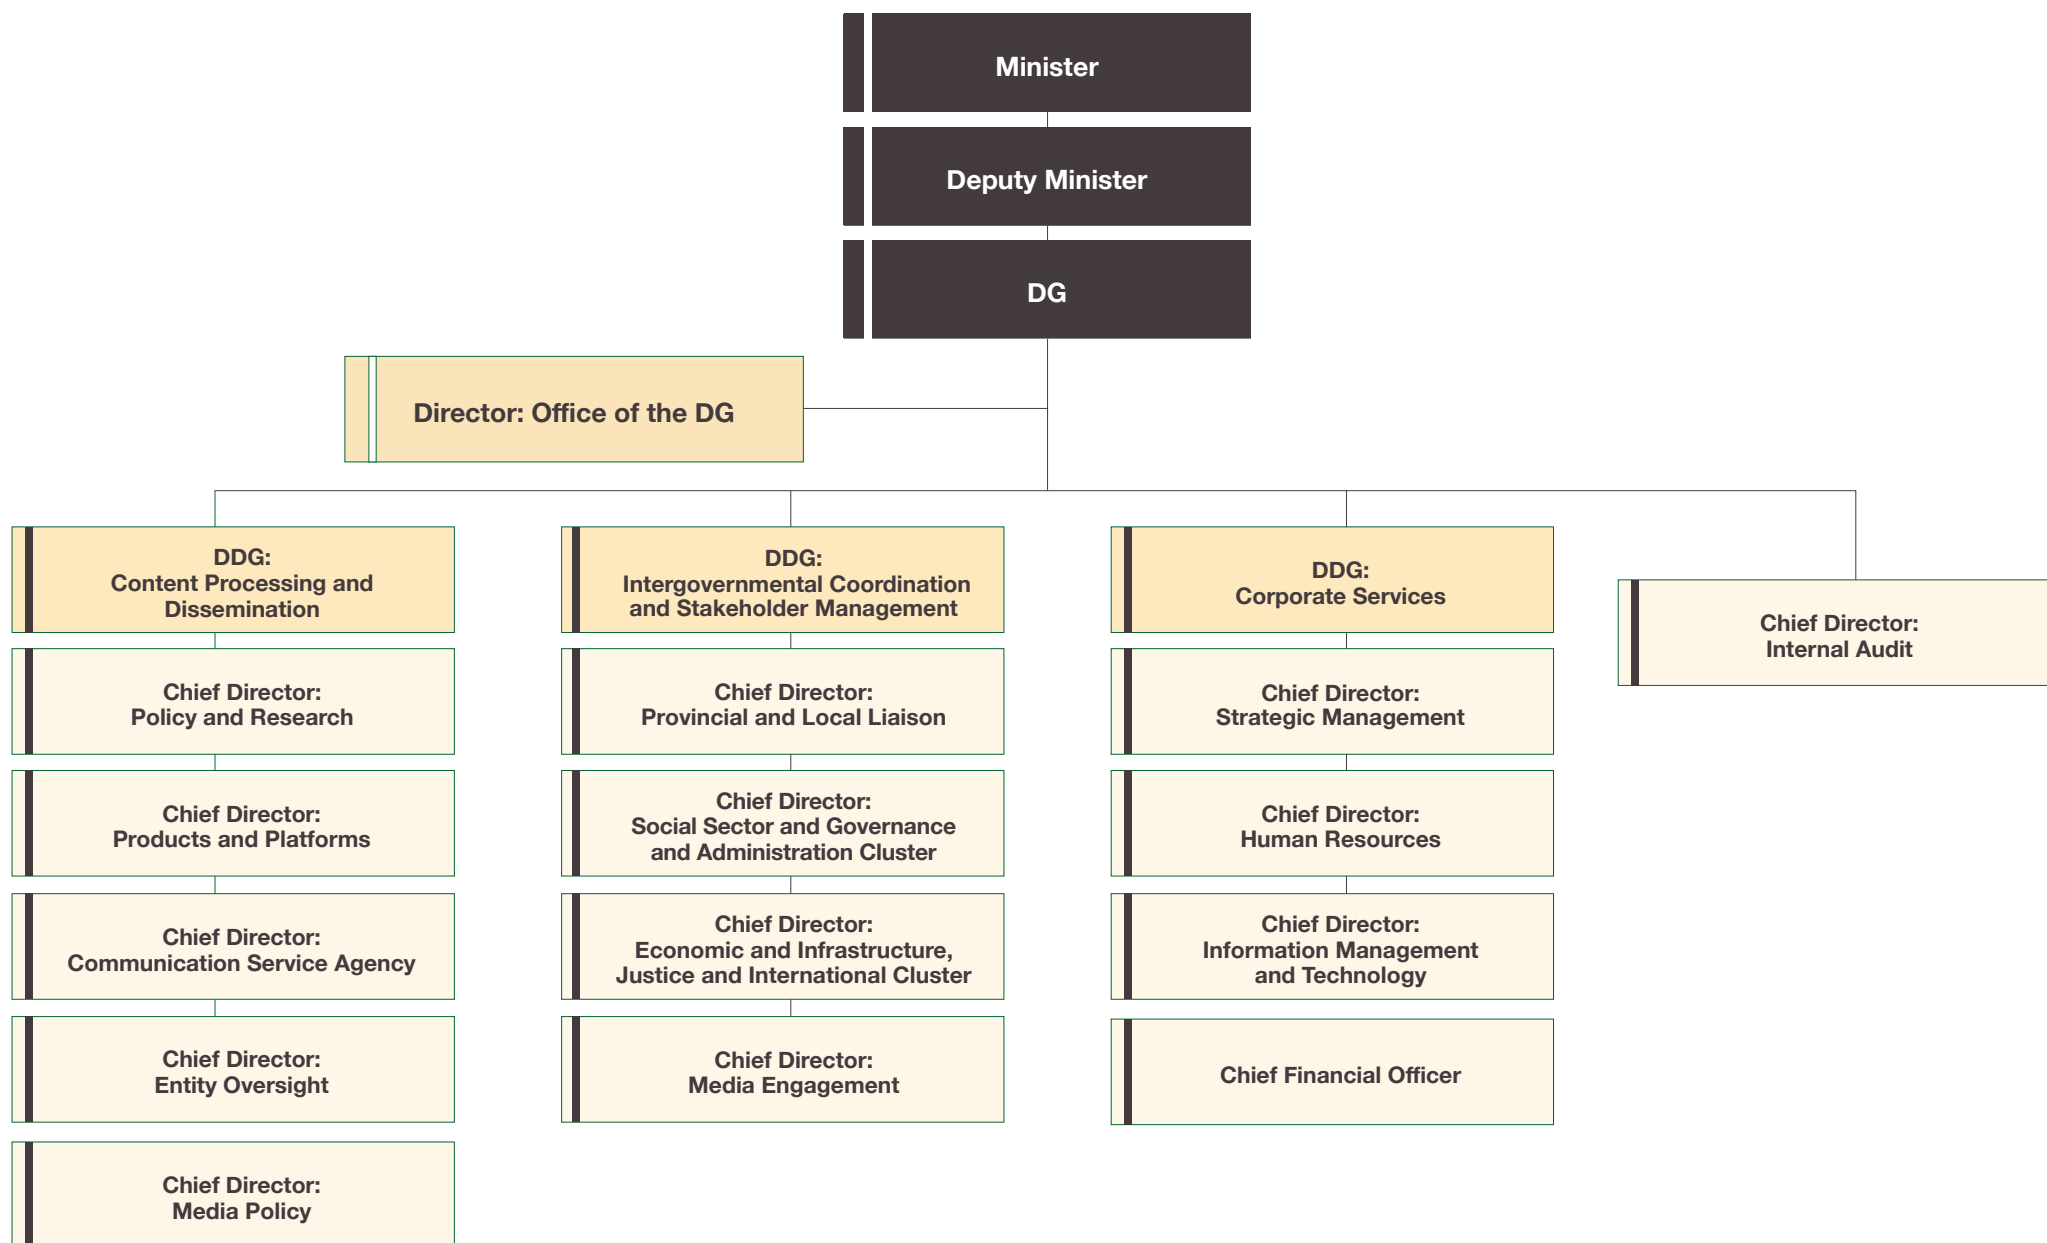 Minister
Deputy Minister
DG
Director: Office of the DG
DDG:
Content Processing and
Dissemination
Chief Director:
Policy and Research
Chief Director:
Products and Platforms
Chief Director:
Communication Service Agency
Chief Director:
Entity Oversight
Chief Director:
Media Policy
DDG:
Intergovernmental Coordination
and Stakeholder Management
Chief Director:
Provincial and Local Liaison
Chief Director:
Social Sector and Governance
and Administration Cluster
Chief Director:
Economic and Infrastructure,
Justice and International Cluster
Chief Director:
Media Engagement
DDG:
Corporate Services
Chief Director:
Strategic Management
Chief Director:
Human Resources
Chief Director:
Information Management
and Technology
Chief Financial Officer
Chief Director:
Internal Audit